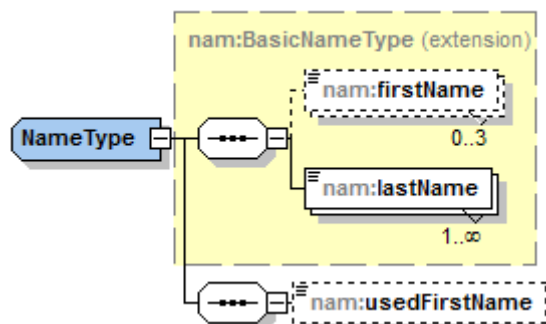 nam:BasicNameType (extension)
nam:firstName
0..3
NameType
nam:lastName
1..∞
nam:usedFirstName